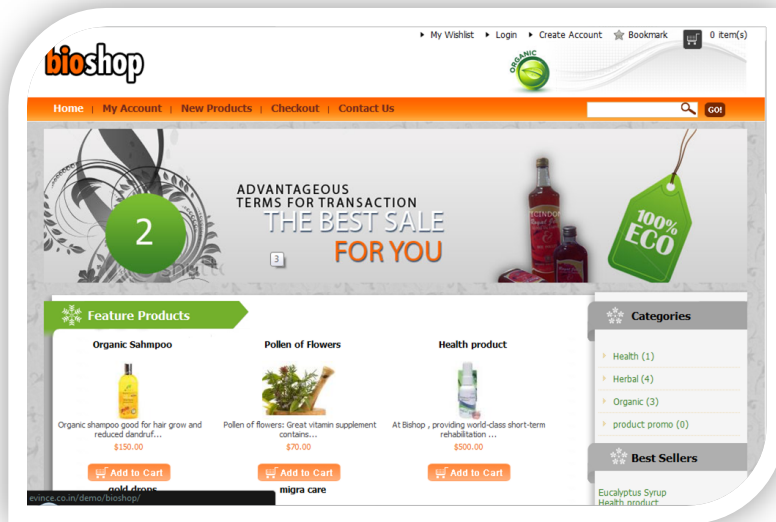 My Wishlist
Login
Create Account
Bookmark
0 item(s)
bioshop
ORGANIC
Home | My Account | New Products | Checkout | Contact Us
GO!
2
ADVANTAGEOUS
TERMS FOR TRANSACTION
THE BEST SALE
3
FOR YOU
100%
ECO
Feature Products
Organic Sahmpoo
Pollen of Flowers
Health product
Organic shampoo good for hair grow and
reduced dandruf...
$150.00
Add to Cart
Pollen of flowers: Great vitamin supplement
contains...
$70.00
Add to Cart
At Bishop , providing world-class short-term
rehabilitation ...
$500.00
Add to Cart
gold drops
migra care
Categories
Health (1)
Herbal (4)
Organic (3)
product promo (0)
Best Sellers
Eucalyptus Syrup
Health product
evince.co.in/demo/bioshop/